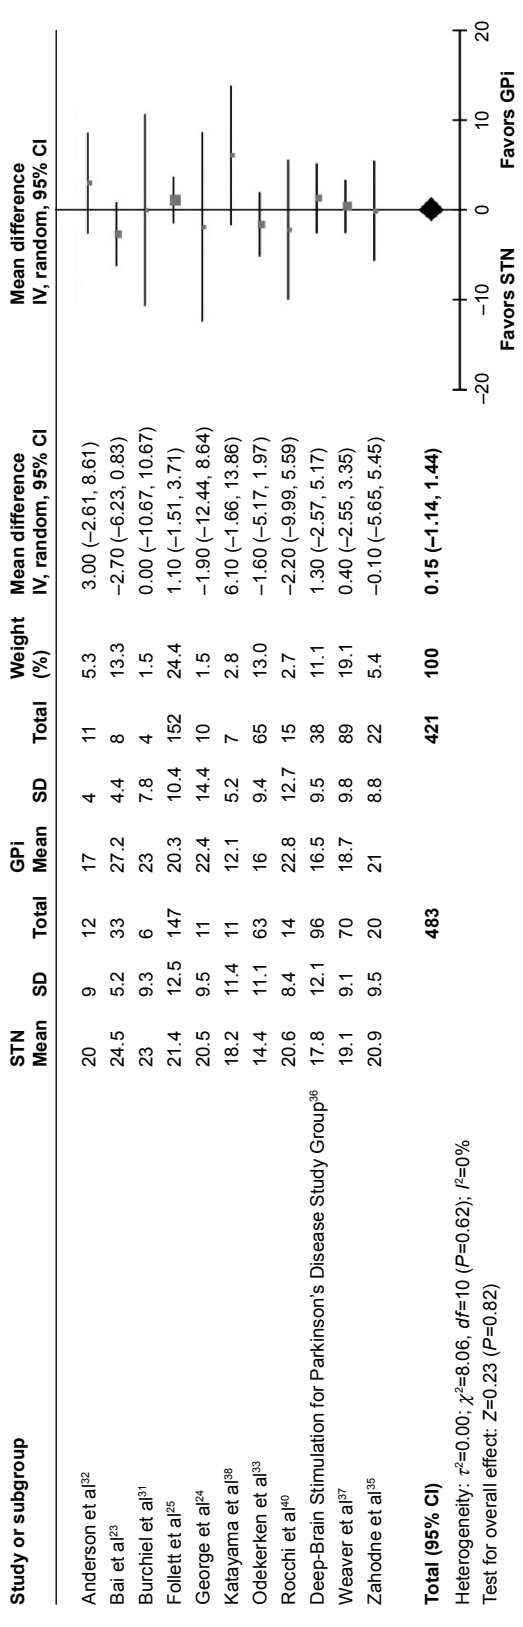 Study or subgroup STN GPi Weight Mean difference Mean difference
Mean SD Total Mean SD Total (%) IV, random, 95% CI IV, random, 95% CI
Anderson et al32 20 9 12 17 4 11 5.3 3.00 (–2.61, 8.61)
Bai et al23 24.5 5.2 33 27.2 4.4 8 13.3 –2.70 (–6.23, 0.83)
Burchiel et al31 23 9.3 6 23 7.8 4 1.5 0.00 (–10.67, 10.67)
Follett et al25 21.4 12.5 147 20.3 10.4 152 24.4 1.10 (–1.51, 3.71)
George et al24 20.5 9.5 11 22.4 14.4 10 1.5 –1.90 (–12.44, 8.64)
Katayama et al38 18.2 11.4 11 12.1 5.2 7 2.8 6.10 (–1.66, 13.86)
Odekerken et al33 14.4 11.1 63 16 9.4 65 13.0 –1.60 (–5.17, 1.97)
Rocchi et al40 20.6 8.4 14 22.8 12.7 15 2.7 –2.20 (–9.99, 5.59)
Deep-Brain Stimulation for Parkinson's Disease Study Group36 17.8 12.1 96 16.5 9.5 38 11.1 1.30 (–2.57, 5.17)
Weaver et al37 19.1 9.1 70 18.7 9.8 89 19.1 0.40 (–2.55, 3.35)
Zahodne et al35 20.9 9.5 20 21 8.8 22 5.4 –0.10 (–5.65, 5.45)
Total (95% CI) 483 421 100 0.15 (–1.14, 1.44)
Heterogeneity: τ²=0.00; χ²=8.06, df=10 (P=0.62); I²=0%
Test for overall effect: Z=0.23 (P=0.82)
–20 –10 0 10 20
Favors STN Favors GPi